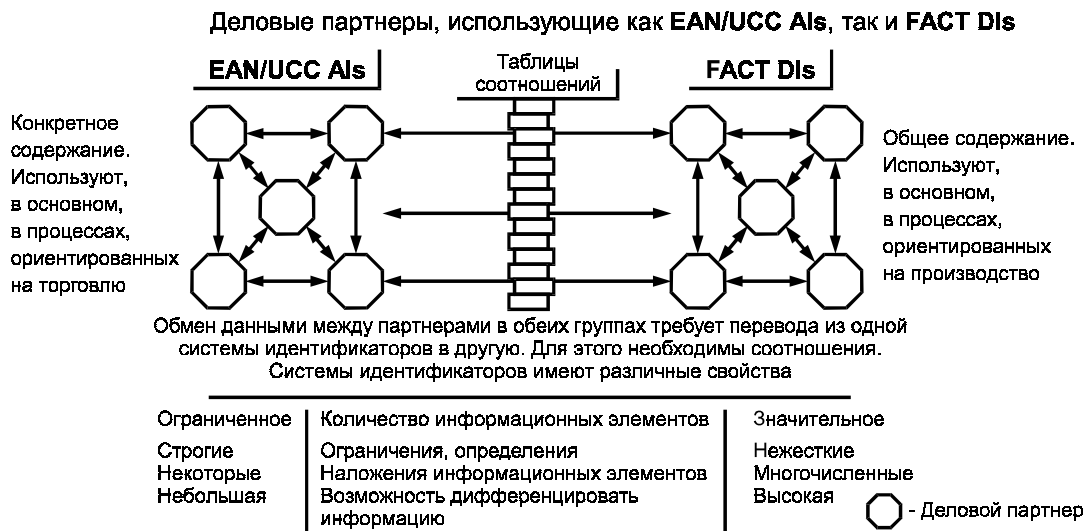 Деловые партнеры, использующие как EAN/UCC AIs, так и FACT DIs
EAN/UCC AIs
Таблицы
соотношений
FACT DIs
Конкретное
содержание.
Используют,
в основном,
в процессах,
ориентированных
на торговлю
Общее содержание.
Используют,
в основном,
в процессах,
ориентированных
на производство
Обмен данными между партнерами в обеих группах требует перевода из одной
системы идентификаторов в другую. Для этого необходимы соотношения.
Системы идентификаторов имеют различные свойства
Ограниченное Количество информационных элементов Значительное
Строгие Ограничения, определения Нежесткие
Некоторые Наложения информационных элементов Многочисленные
Небольшая Возможность дифференцировать Высокая
информацию
- Деловой партнер